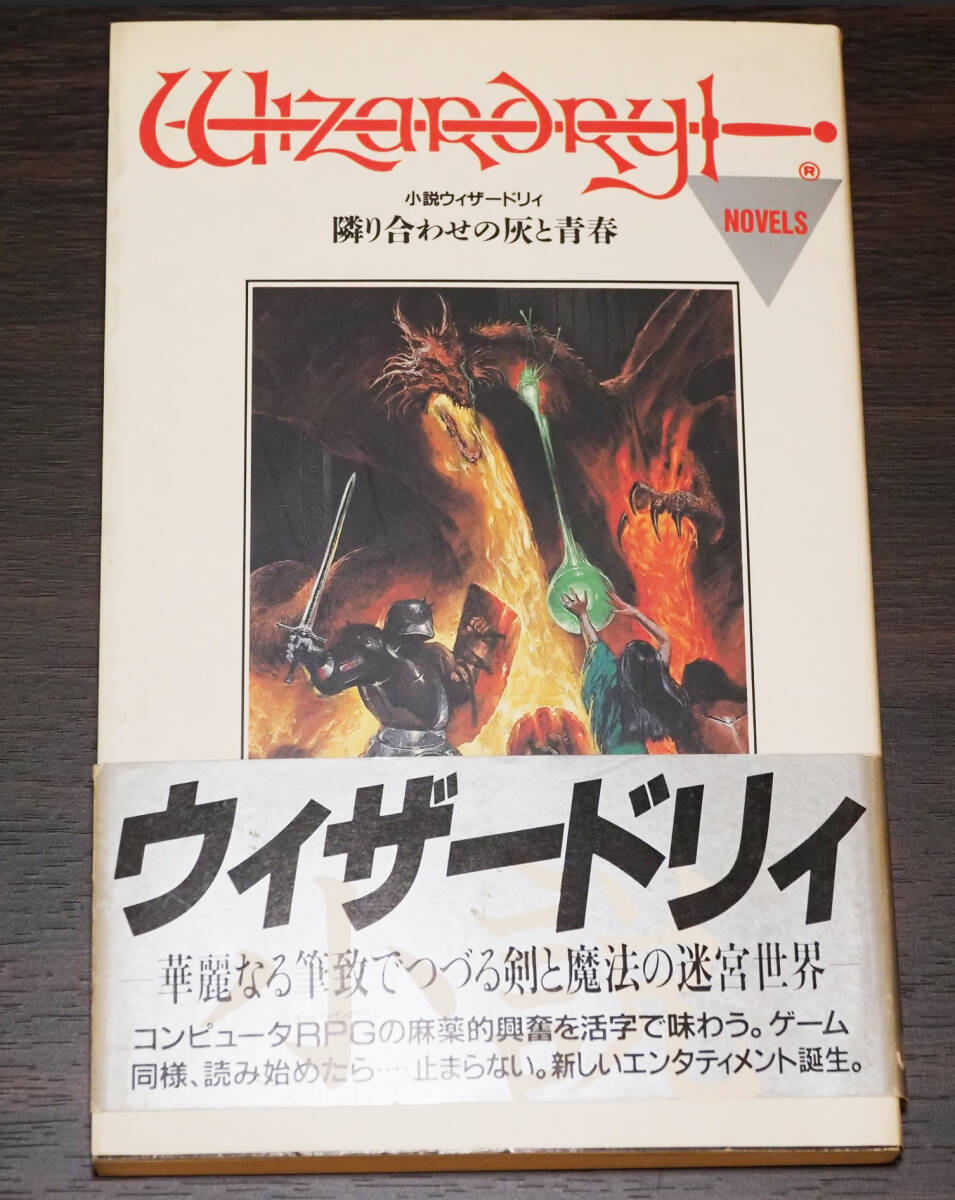 Wizardry
®
NOVELS
小説ウィザードリィ
隣り合わせの灰と青春
ウィザードリィ
小説
―華麗なる筆致でつづる剣と魔法の迷宮世界―
コンピュータRPGの麻薬的興奮を活字で味わう。ゲーム
同様、読み始めたら‥‥止まらない。新しいエンタティメント誕生。